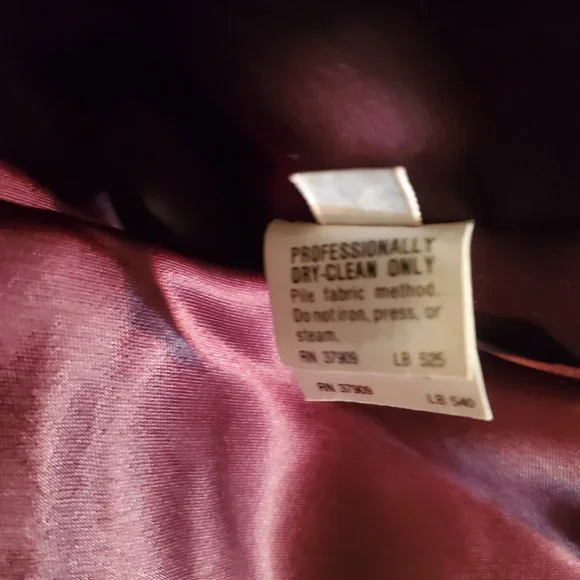 PROFESSIONALLY
DRY-CLEAN ONLY
Pile fabric method.
Do not iron, press, or
steam.
RN 37909 LB 525
RN 37909 LB 540